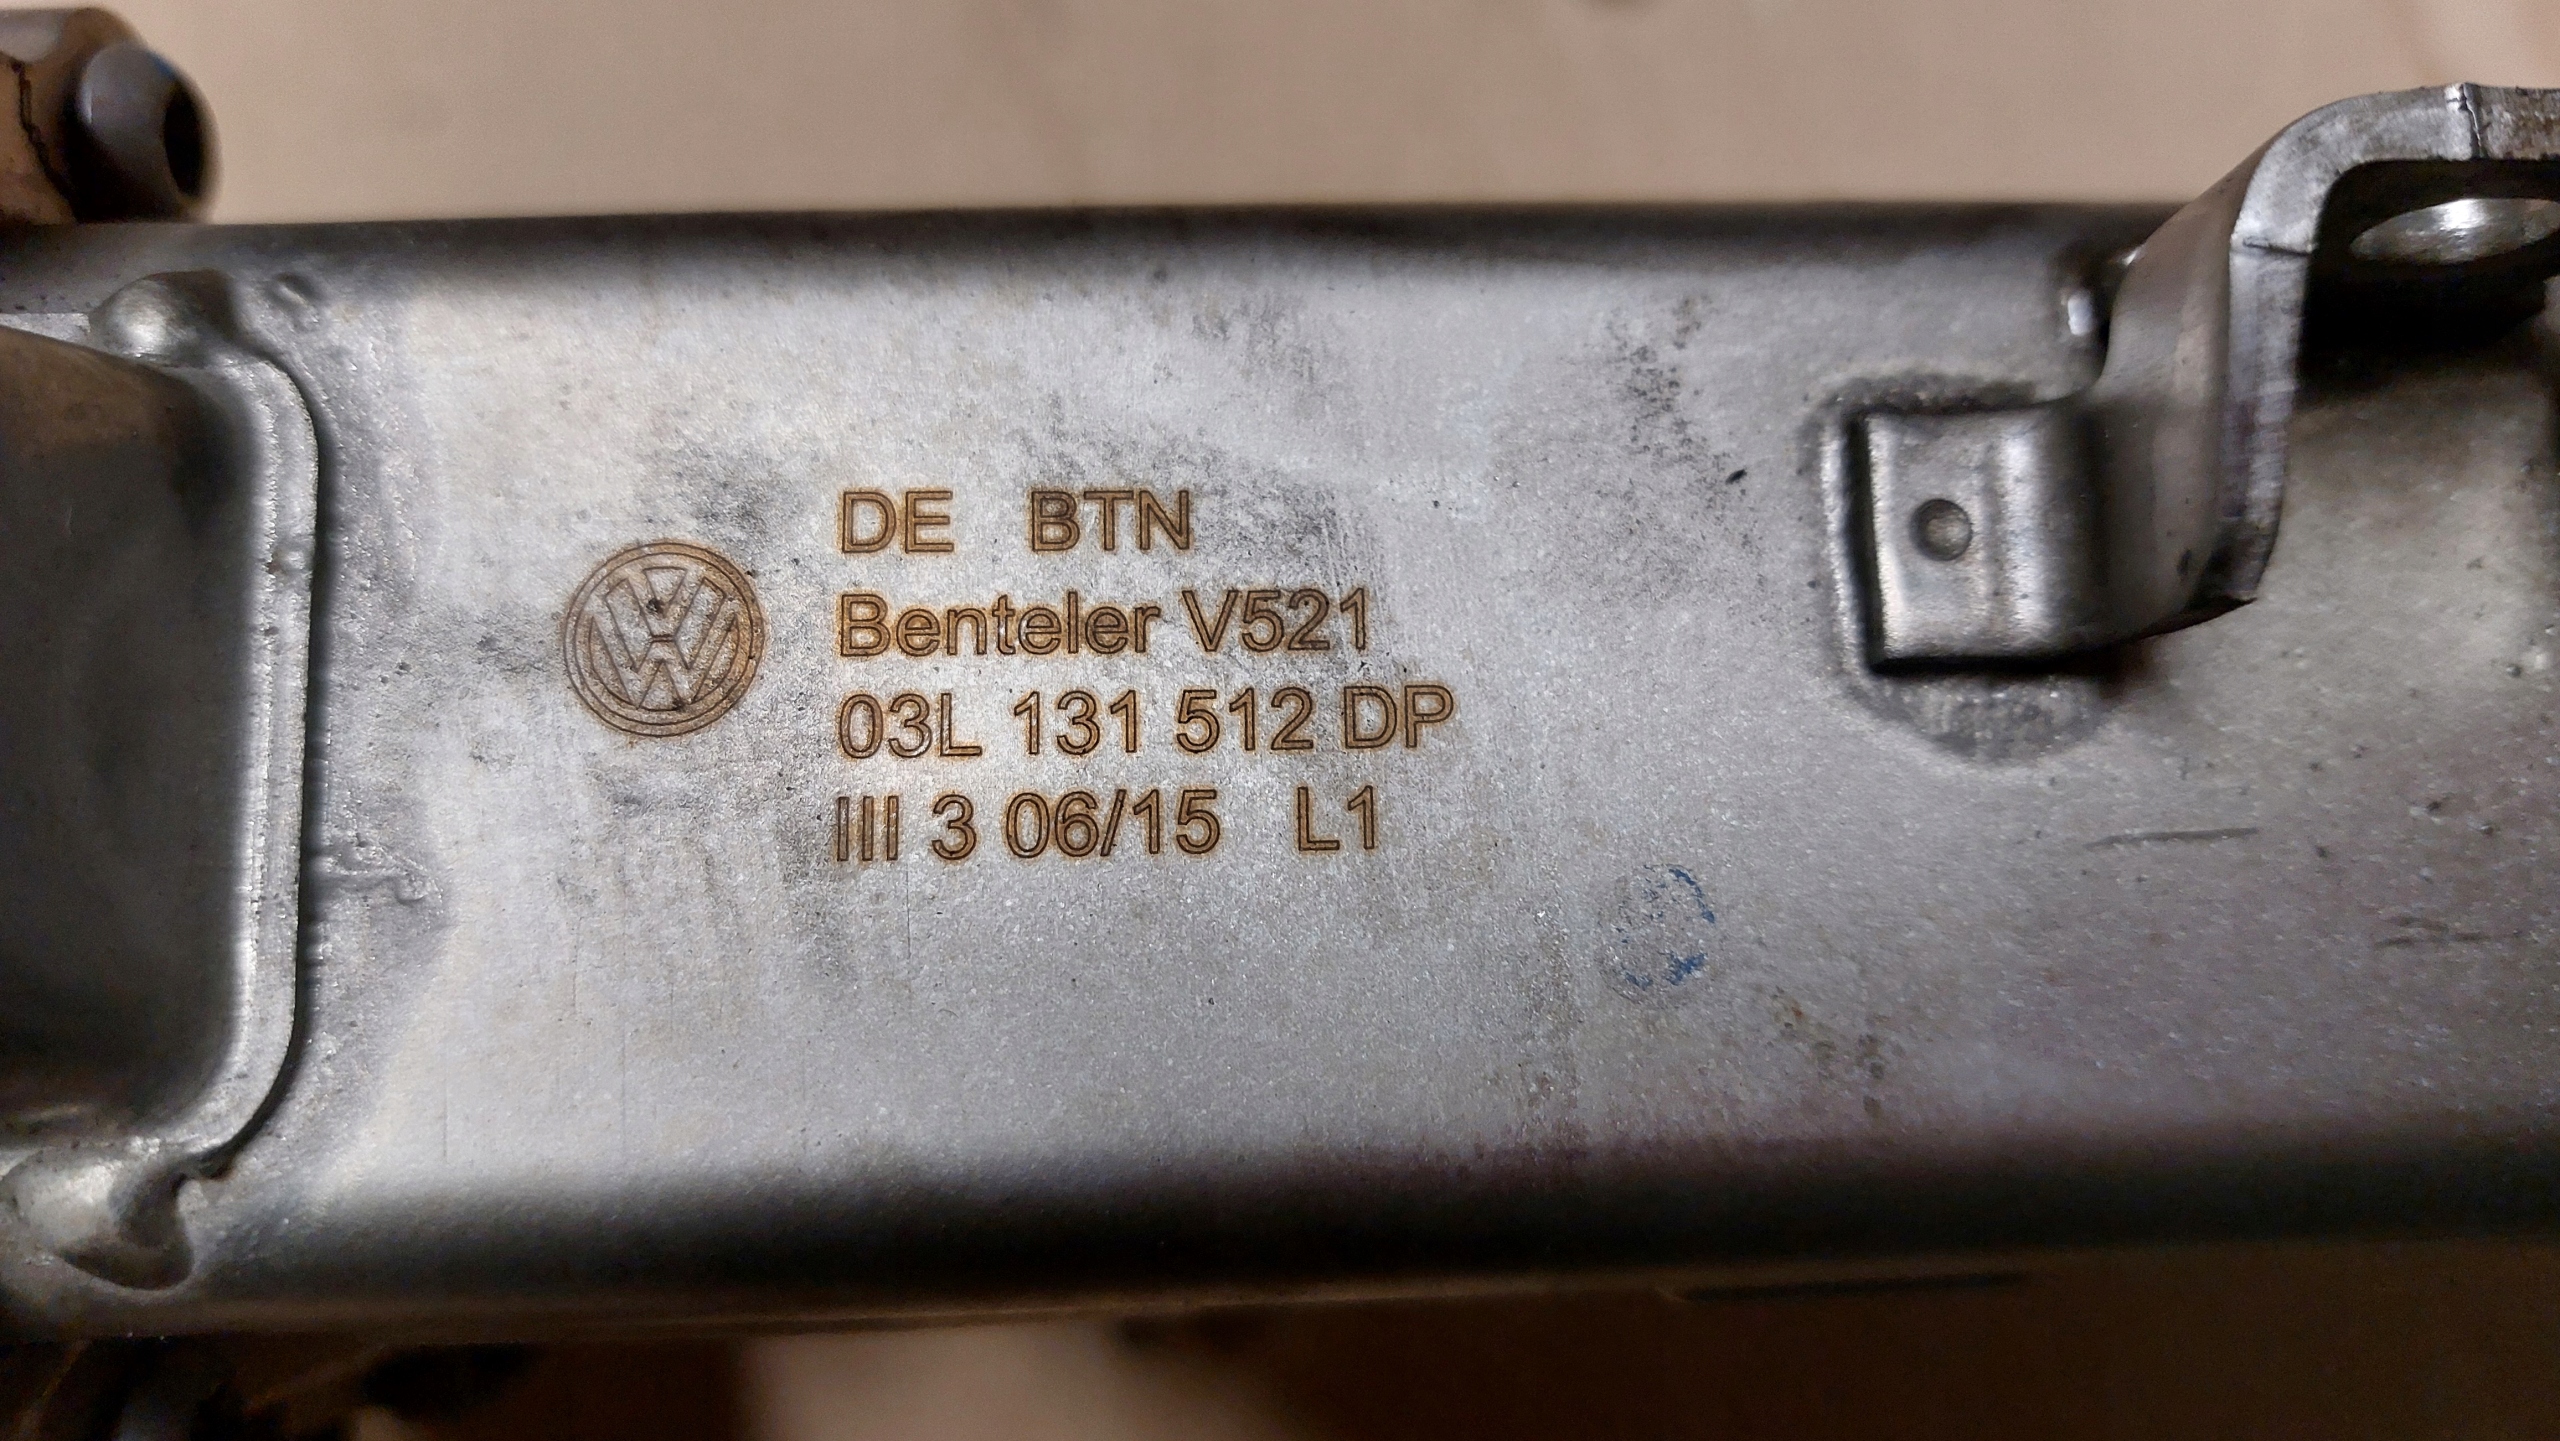 DE BTN
Benteler V521
03L 131 512 DP
III 3 06/15 L1